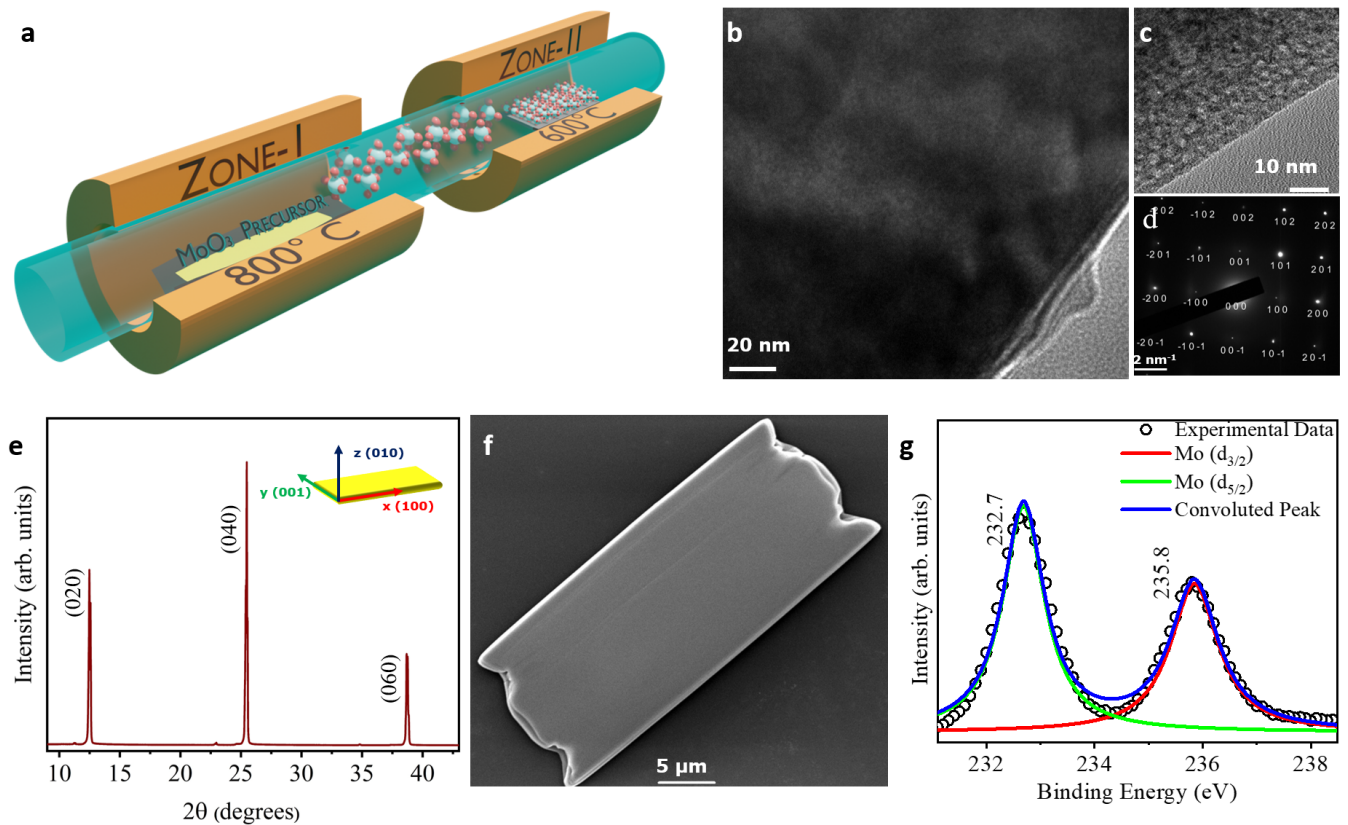 a
ZONE-I
ZONE-II
MoO₃ PRECURSOR
800° C
600°C
b
20 nm
c
10 nm
d
-202
-102
002
102
202
-201
-101
001
101
201
-200
-100
000
100
200
-20-1
-10-1
00-1
10-1
20-1
2 nm⁻¹
e
Intensity (arb. units)
(020)
(040)
(060)
z (010)
y (001)
x (100)
10 15 20 25 30 35 40
2θ (degrees)
f
5 μm
g
Experimental Data
Mo (d₃/₂)
Mo (d₅/₂)
Convoluted Peak
232.7
235.8
Intensity (arb. units)
232 234 236 238
Binding Energy (eV)